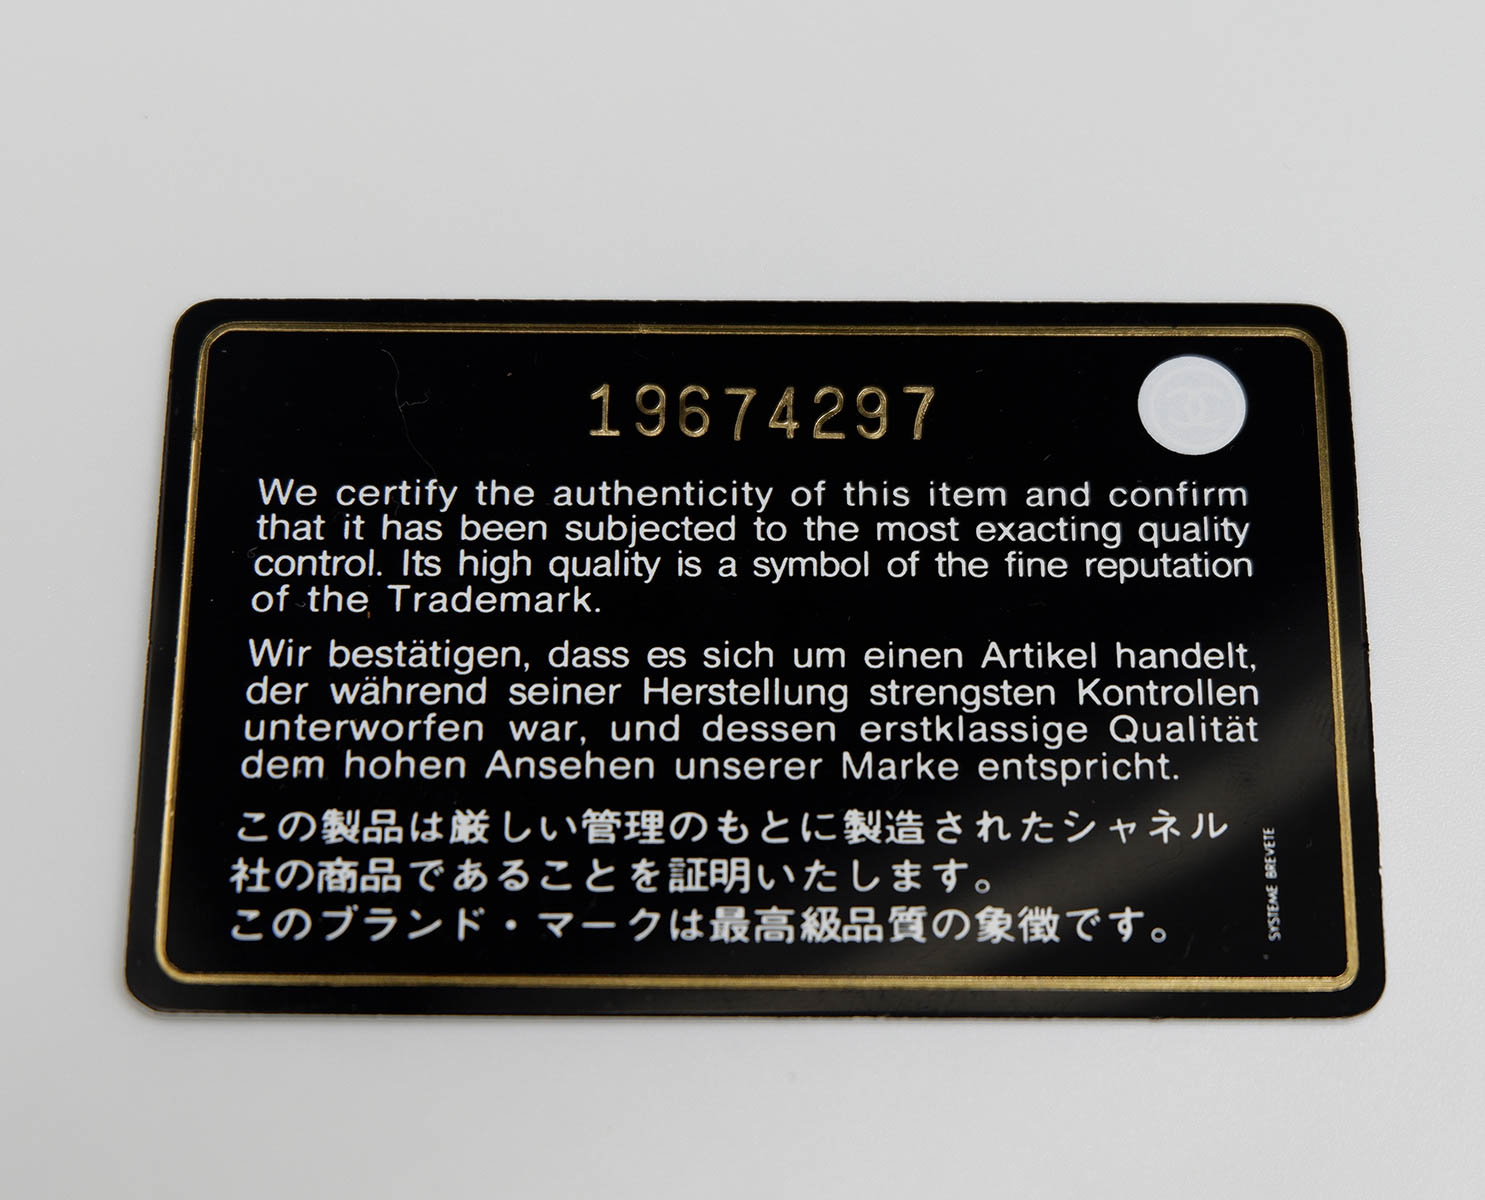 19674297
We certify the authenticity of this item and confirm
that it has been subjected to the most exacting quality
control. Its high quality is a symbol of the fine reputation
of the Trademark.
Wir bestätigen, dass es sich um einen Artikel handelt,
der während seiner Herstellung strengsten Kontrollen
unterworfen war, und dessen erstklassige Qualität
dem hohen Ansehen unserer Marke entspricht.
この製品は厳しい管理のもとに製造されたシャネル
社の商品であることを証明いたします。
このブランド・マークは最高級品質の象徴です。
SYSTEME BREVETE